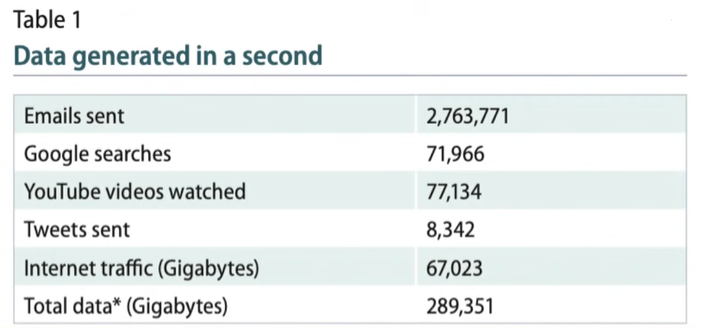 Table 1
Data generated in a second
Emails sent 2,763,771
Google searches 71,966
YouTube videos watched 77,134
Tweets sent 8,342
Internet traffic (Gigabytes) 67,023
Total data* (Gigabytes) 289,351